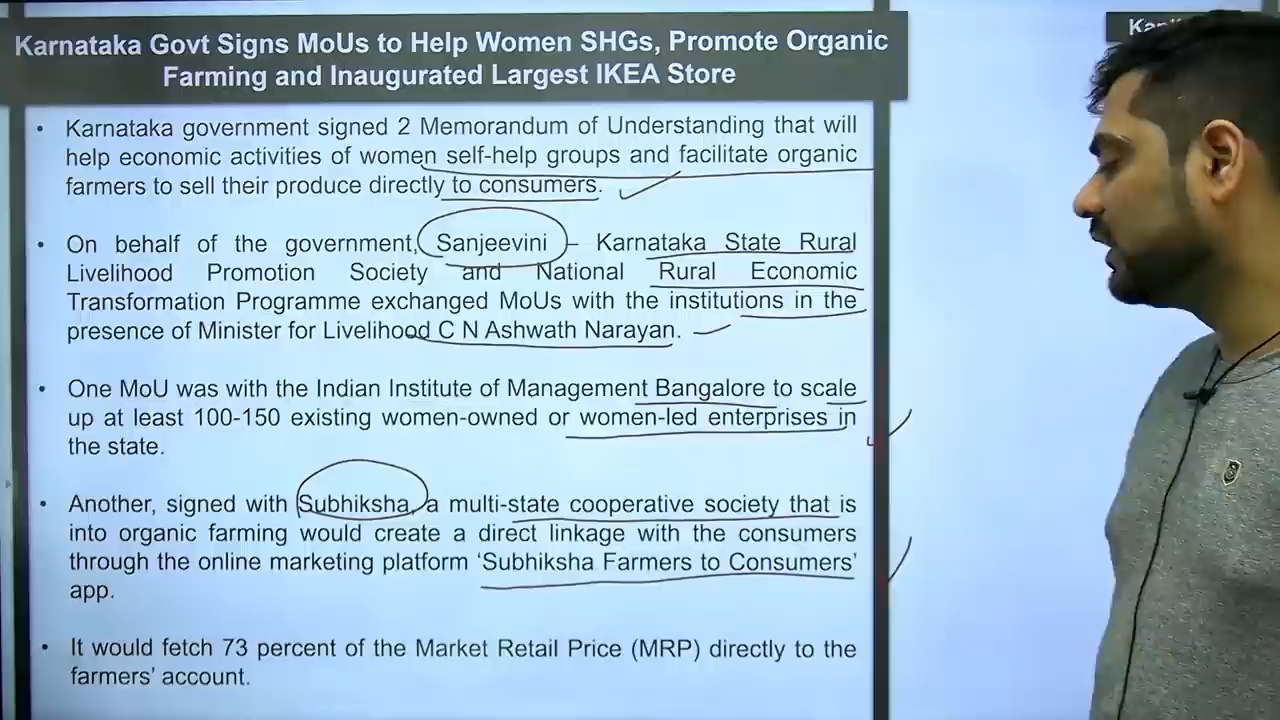 Karnataka Govt Signs MoUs to Help Women SHGs, Promote Organic
Farming and Inaugurated Largest IKEA Store
• Karnataka government signed 2 Memorandum of Understanding that will
help economic activities of women self-help groups and facilitate organic
farmers to sell their produce directly to consumers.
• On behalf of the government, Sanjeevini – Karnataka State Rural
Livelihood Promotion Society and National Rural Economic
Transformation Programme exchanged MoUs with the institutions in the
presence of Minister for Livelihood C N Ashwath Narayan.
• One MoU was with the Indian Institute of Management Bangalore to scale
up at least 100-150 existing women-owned or women-led enterprises in
the state.
• Another, signed with Subhiksha, a multi-state cooperative society that is
into organic farming would create a direct linkage with the consumers
through the online marketing platform ‘Subhiksha Farmers to Consumers’
app.
• It would fetch 73 percent of the Market Retail Price (MRP) directly to the
farmers’ account.